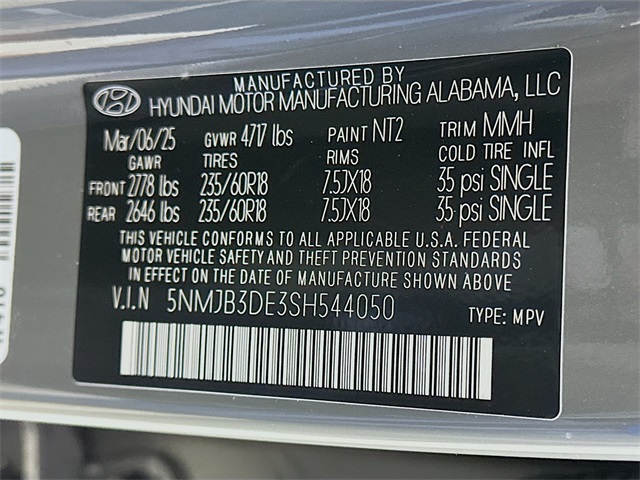 MANUFACTURED BY
HYUNDAI MOTOR MANUFACTURING ALABAMA, LLC
Mar/06/25 GVWR 4717 lbs PAINT NT2 TRIM MMH
GAWR TIRES RIMS COLD TIRE INFL
FRONT 2778 lbs 235/60R18 7.5JX18 35 psi SINGLE
REAR 2646 lbs 235/60R18 7.5JX18 35 psi SINGLE
THIS VEHICLE CONFORMS TO ALL APPLICABLE U.S.A. FEDERAL
MOTOR VEHICLE SAFETY AND THEFT PREVENTION STANDARDS
IN EFFECT ON THE DATE OF MANUFACTURE SHOWN ABOVE.
V.I.N 5NMJB3DE3SH544050 TYPE: MPV